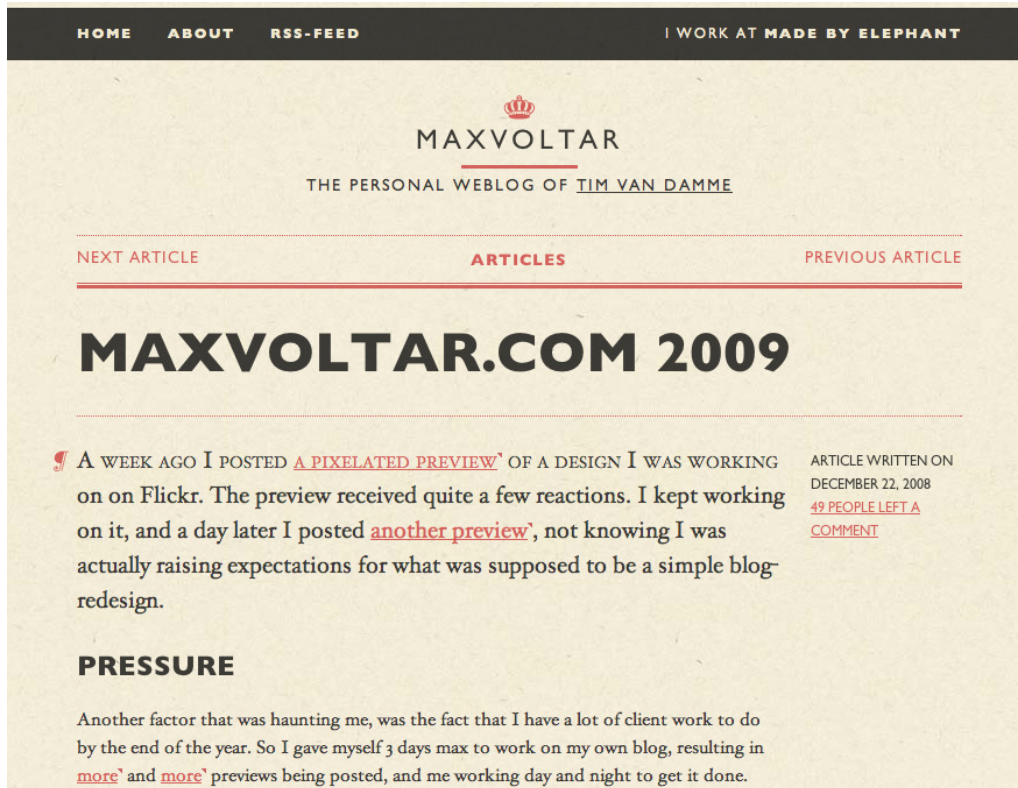 HOME ABOUT RSS-FEED I WORK AT MADE BY ELEPHANT
MAXVOLTAR
THE PERSONAL WEBLOG OF TIM VAN DAMME
NEXT ARTICLE ARTICLES PREVIOUS ARTICLE
MAXVOLTAR.COM 2009
¶ A WEEK AGO I POSTED A PIXELATED PREVIEW OF A DESIGN I WAS WORKING
on on Flickr. The preview received quite a few reactions. I kept working
on it, and a day later I posted another preview, not knowing I was
actually raising expectations for what was supposed to be a simple blog-
redesign.
ARTICLE WRITTEN ON
DECEMBER 22, 2008
49 PEOPLE LEFT A
COMMENT
PRESSURE
Another factor that was haunting me, was the fact that I have a lot of client work to do
by the end of the year. So I gave myself 3 days max to work on my own blog, resulting in
more and more previews being posted, and me working day and night to get it done.